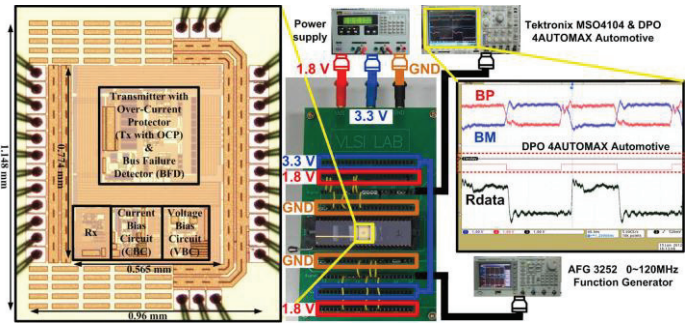 Transmitter with
Over-Current
Protector
(Tx with OCP)
&
Bus Failure
Detector (BFD)
Rx
Current
Bias
Circuit
(CBC)
Voltage
Bias
Circuit
(VBC)
1.148 mm
0.774 mm
0.565 mm
0.96 mm
Power
supply
1.8 V
GND
3.3 V
VLSI LAB
3.3 V
1.8 V
GND
GND
1.8 V
Tektronix MSO4104 & DPO
4AUTOMAX Automotive
BP
BM
DPO 4AUTOMAX Automotive
Rdata
AFG 3252 0~120MHz
Function Generator